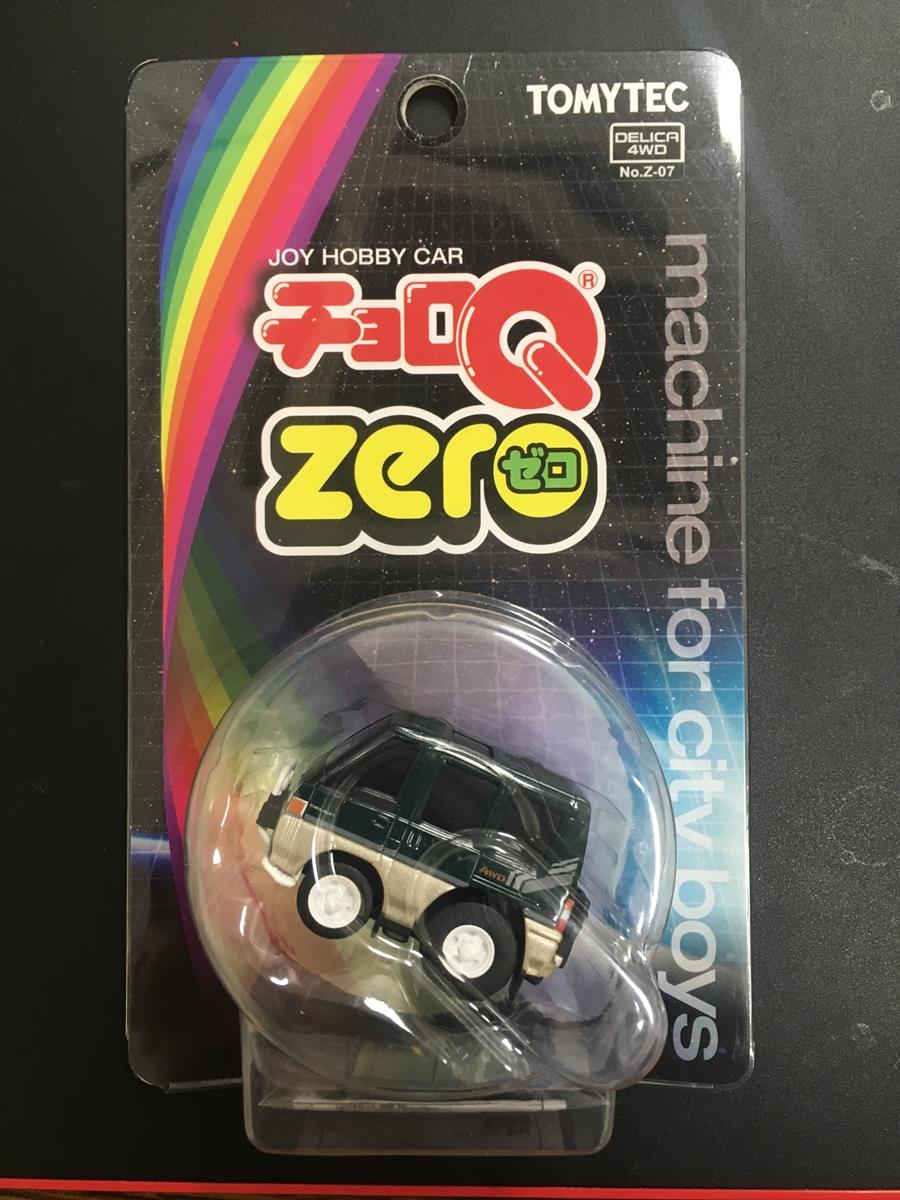 TOMYTEC
DELICA
4WD
No.Z-07
JOY HOBBY CAR
チョロQ®
zero
ゼロ
machine for city boys
4WD